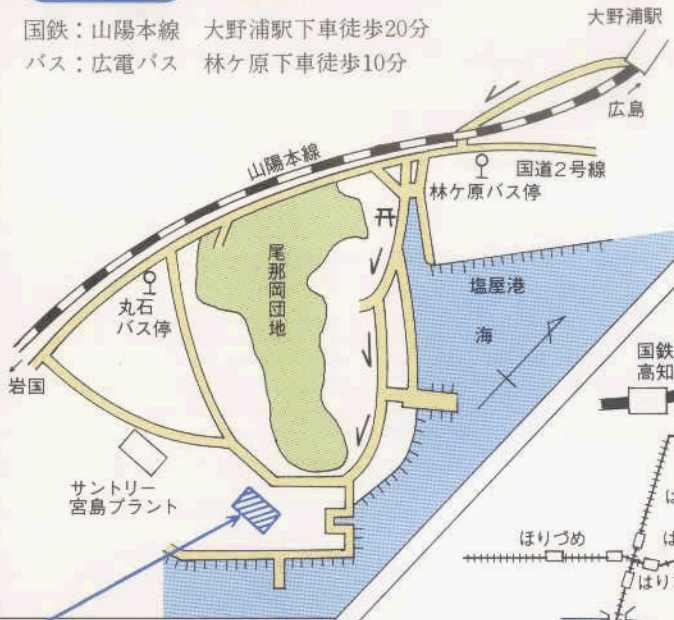 国鉄：山陽本線　大野浦駅下車徒歩20分
バス：広電バス　林ケ原下車徒歩10分
大野浦駅
広島
山陽本線
国道2号線
林ケ原バス停
尾那岡団地
塩屋港
海
丸石
バス停
岩国
サントリー
宮島プラント
国鉄
高知
ほりづめ
は
は
はり